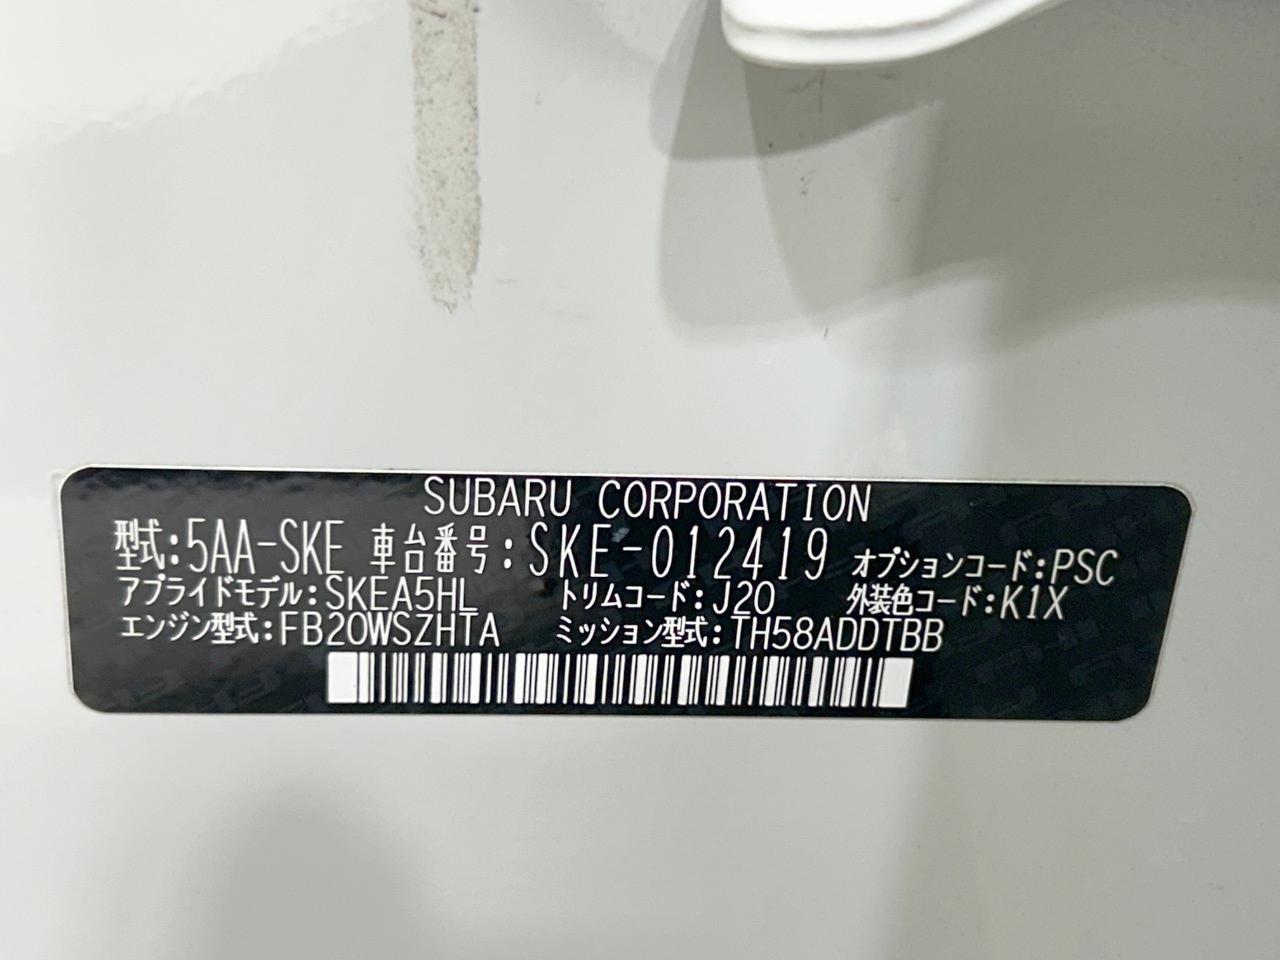 SUBARU CORPORATION
型式:5AA-SKE 車台番号:SKE-012419 オプションコード:PSC
アプライドモデル:SKEA5HL トリムコード:J20 外装色コード:K1X
エンジン型式:FB20WSZHTA ミッション型式:TH58ADDTBB